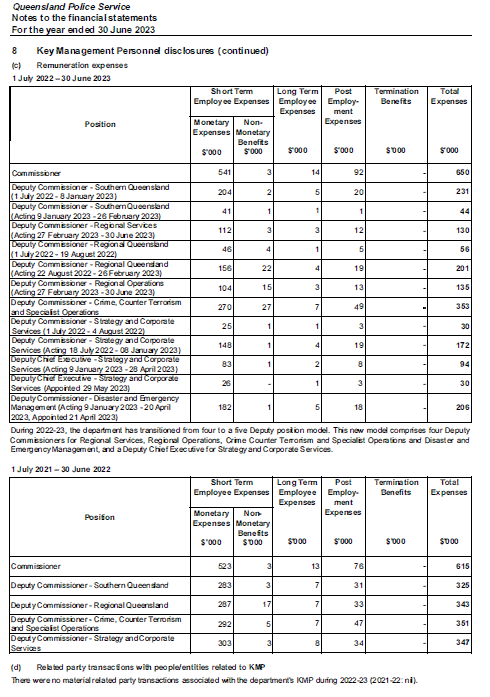 Queensland Police Service
Notes to the financial statements
For the year ended 30 June 2023
8 Key Management Personnel disclosures (continued)
(c) Remuneration expenses
1 July 2022 – 30 June 2023
Position
Short Term Employee Expenses
Long Term Employee Expenses
Post Employ-ment Expenses
Termination Benefits
Total Expenses
Monetary Expenses
Non-Monetary Benefits
$'000 $'000 $'000 $'000 $'000 $'000
Commissioner 541 3 14 92 - 650
Deputy Commissioner - Southern Queensland
(1 July 2022 - 8 January 2023) 204 2 5 20 - 231
Deputy Commissioner - Southern Queensland
(Acting 9 January 2023 - 26 February 2023) 41 1 1 1 - 44
Deputy Commissioner - Regional Services
(Acting 27 February 2023 - 30 June 2023) 112 3 3 12 - 130
Deputy Commissioner - Regional Queensland
(1 July 2022 - 19 August 2022) 46 4 1 5 - 56
Deputy Commissioner - Regional Queensland
(Acting 22 August 2022 - 26 February 2023) 156 22 4 19 - 201
Deputy Commissioner - Regional Operations
(Acting 27 February 2023 - 30 June 2023) 104 15 3 13 - 135
Deputy Commissioner - Crime, Counter Terrorism
and Specialist Operations 270 27 7 49 - 353
Deputy Commissioner - Strategy and Corporate
Services (1 July 2022 - 4 August 2022) 25 1 1 3 - 30
Deputy Commissioner - Strategy and Corporate
Services (Acting 18 July 2022 - 08 January 2023) 148 1 4 19 - 172
Deputy Chief Executive - Strategy and Corporate
Services (Acting 9 January 2023 - 28 April 2023) 83 1 2 8 - 94
Deputy Chief Executive - Strategy and Corporate
Services (Appointed 29 May 2023) 26 - 1 3 - 30
Deputy Commissioner - Disaster and Emergency
Management (Acting 9 January 2023 - 20 April
2023, Appointed 21 April 2023) 182 1 5 18 - 206
During 2022-23, the department has transitioned from four to a five Deputy position model. This new model comprises four Deputy
Commissioners for Regional Services, Regional Operations, Crime Counter Terrorism and Specialist Operations and Disaster and
Emergency Management, and a Deputy Chief Executive for Strategy and Corporate Services.
1 July 2021 – 30 June 2022
Position
Short Term Employee Expenses
Long Term Employee Expenses
Post Employ-ment Expenses
Termination Benefits
Total Expenses
Monetary Expenses
Non-Monetary Benefits
$'000 $'000 $'000 $'000 $'000 $'000
Commissioner 523 3 13 76 - 615
Deputy Commissioner - Southern Queensland 283 3 7 31 - 325
Deputy Commissioner - Regional Queensland 287 17 7 33 - 343
Deputy Commissioner - Crime, Counter Terrorism
and Specialist Operations 292 5 7 47 - 351
Deputy Commissioner - Strategy and Corporate
Services 303 3 8 34 - 347
(d) Related party transactions with people/entities related to KMP
There were no material related party transactions associated with the department's KMP during 2022-23 (2021-22: nil).